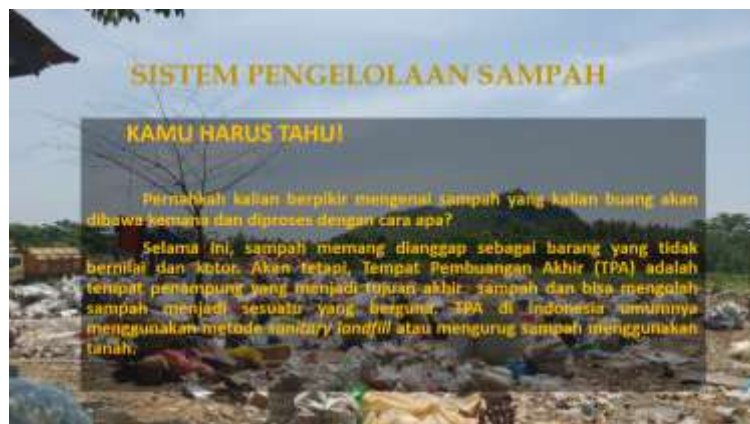 SISTEM PENGELOLAAN SAMPAH
KAMU HARUS TAHU!
Pernahkah kalian berpikir mengenai sampah yang kalian buang akan
dibawa kemana dan diproses dengan cara apa?
Selama ini, sampah memang dianggap sebagai barang yang tidak
bernilai dan kotor. Akan tetapi, Tempat Pembuangan Akhir (TPA) adalah
tempat penampung yang menjadi tujuan akhir sampah dan bisa mengolah
sampah menjadi sesuatu yang berguna. TPA di Indonesia umumnya
menggunakan metode sanitary landfill atau mengurug sampah menggunakan
tanah.